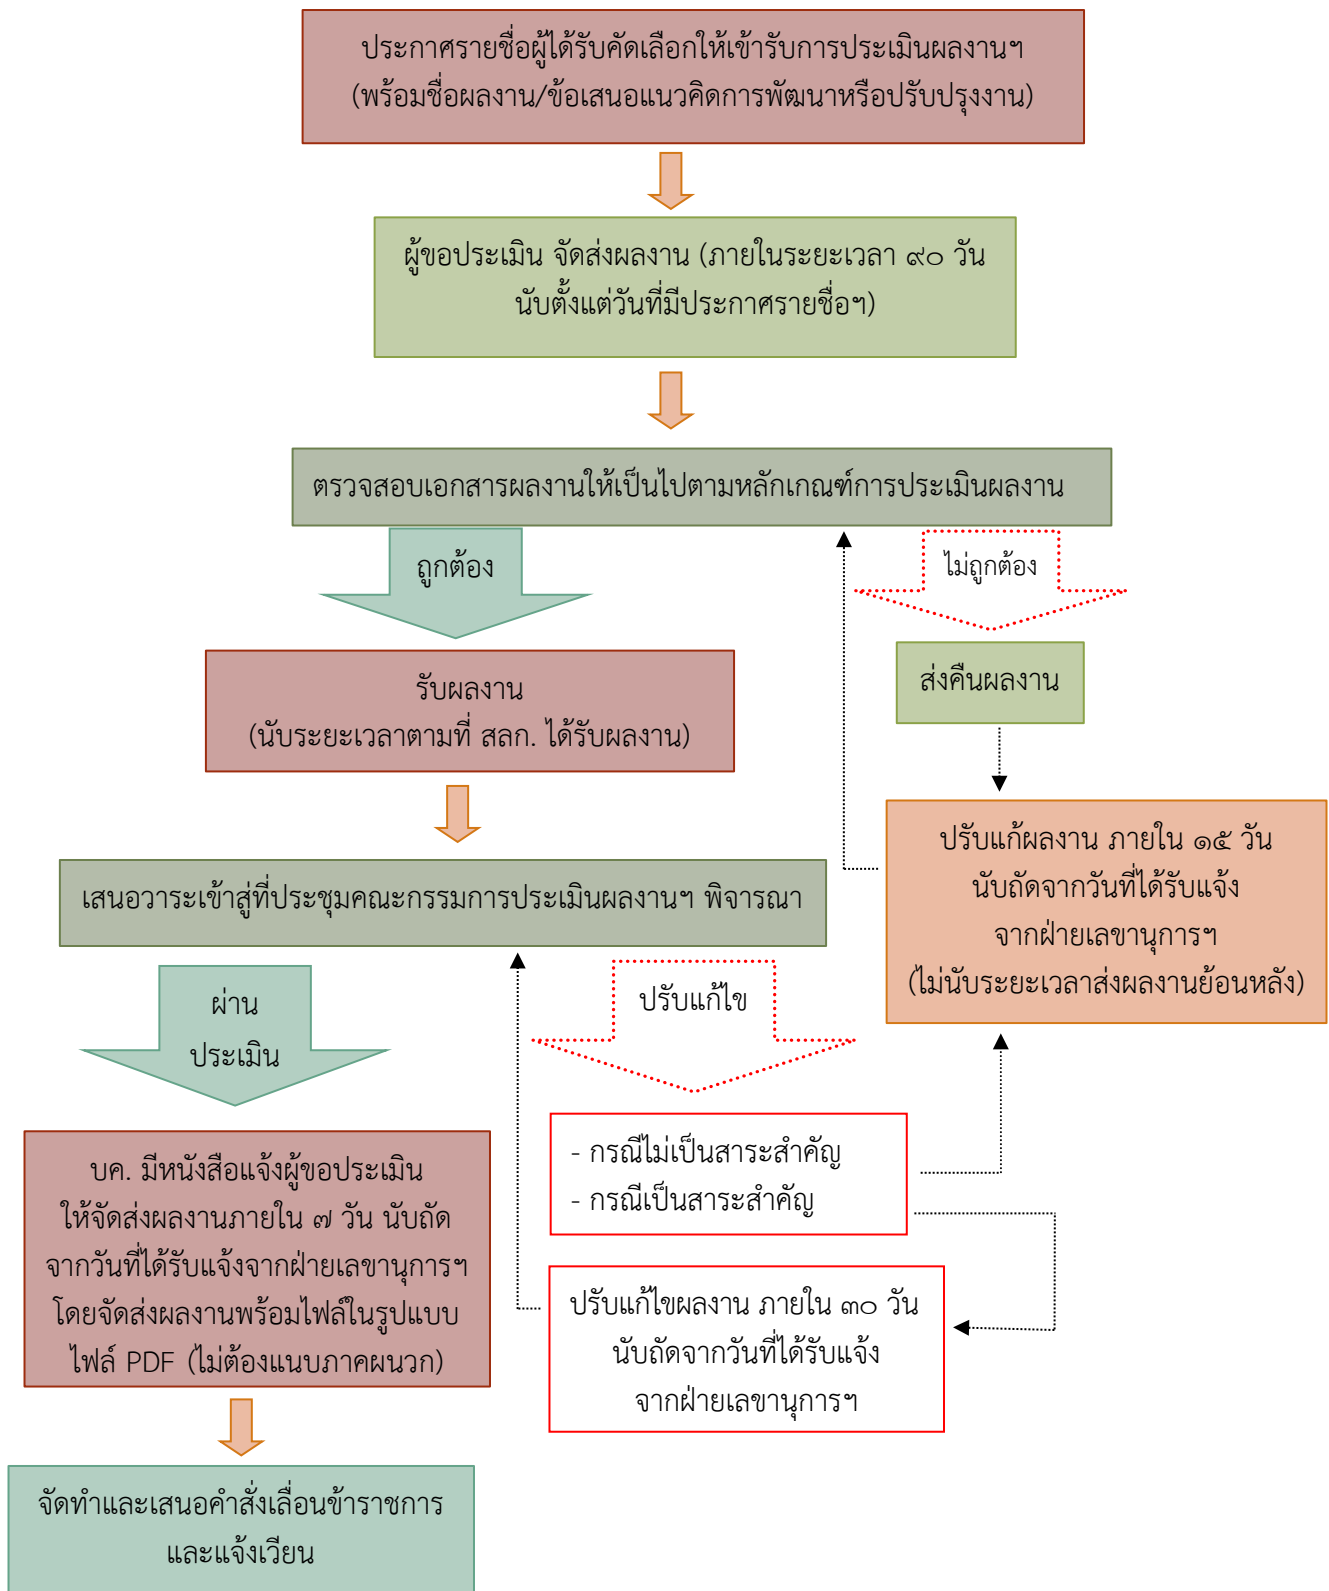 ประกาศรายชื่อผู้ได้รับคัดเลือกให้เข้ารับการประเมินผลงานฯ
(พร้อมชื่อผลงาน/ข้อเสนอแนวคิดการพัฒนาหรือปรับปรุงงาน)
ผู้ขอประเมิน จัดส่งผลงาน (ภายในระยะเวลา ๙๐ วัน
นับตั้งแต่วันที่มีประกาศรายชื่อฯ)
ตรวจสอบเอกสารผลงานให้เป็นไปตามหลักเกณฑ์การประเมินผลงาน
ถูกต้อง
ไม่ถูกต้อง
รับผลงาน
(นับระยะเวลาตามที่ สลก. ได้รับผลงาน)
ส่งคืนผลงาน
ปรับแก้ผลงาน ภายใน ๑๕ วัน
นับถัดจากวันที่ได้รับแจ้ง
จากฝ่ายเลขานุการฯ
(ไม่นับระยะเวลาส่งผลงานย้อนหลัง)
เสนอวาระเข้าสู่ที่ประชุมคณะกรรมการประเมินผลงานฯ พิจารณา
ผ่าน
ประเมิน
ปรับแก้ไข
- กรณีไม่เป็นสาระสำคัญ
- กรณีเป็นสาระสำคัญ
บค. มีหนังสือแจ้งผู้ขอประเมิน
ให้จัดส่งผลงานภายใน ๗ วัน นับถัด
จากวันที่ได้รับแจ้งจากฝ่ายเลขานุการฯ
โดยจัดส่งผลงานพร้อมไฟล์ในรูปแบบ
ไฟล์ PDF (ไม่ต้องแนบภาคผนวก)
ปรับแก้ไขผลงาน ภายใน ๓๐ วัน
นับถัดจากวันที่ได้รับแจ้ง
จากฝ่ายเลขานุการฯ
จัดทำและเสนอคำสั่งเลื่อนข้าราชการ
และแจ้งเวียน